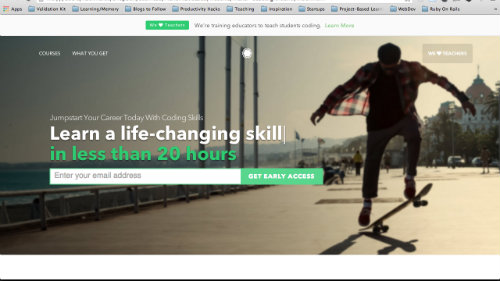 Apps Validation Kit Learning/Memory Blogs to Follow Productivity Hacks Teaching Inspiration Startups Project-Based Learn WebDev Ruby On Rails
We ♥ Teachers We're training educators to teach students coding. Learn More
COURSES WHAT YOU GET WE ♥ TEACHERS
Jumpstart Your Career Today With Coding Skills
Learn a life-changing skill
in less than 20 hours
Enter your email address GET EARLY ACCESS